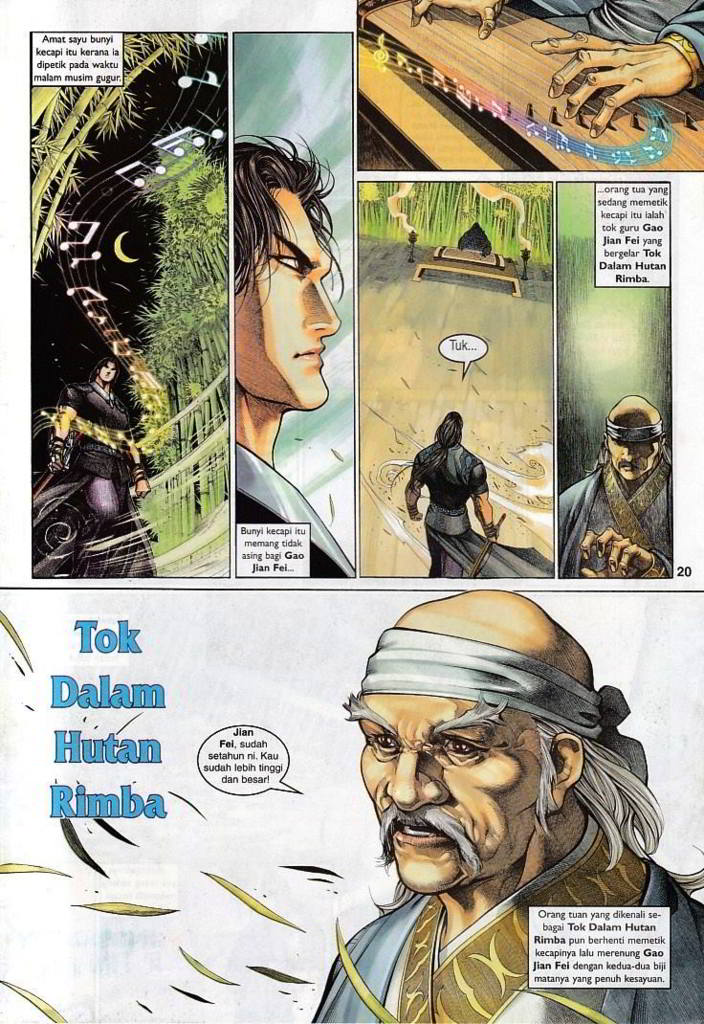 Amat sayu bunyi
kecapi itu kerana ia
dipetik pada waktu
malam musim gugur.
Bunyi kecapi itu
memang tidak
asing bagi Gao
Jian Fei...
Tuk...
...orang tua yang
sedang memetik
kecapi itu ialah
tok guru Gao
Jian Fei yang
bergelar Tok
Dalam Hutan
Rimba.
20
Tok
Dalam
Hutan
Rimba
Jian
Fei, sudah
setahun ni. Kau
sudah lebih tinggi
dan besar!
Orang tuan yang dikenali se-
bagai Tok Dalam Hutan
Rimba pun berhenti memetik
kecapinya lalu merenung Gao
Jian Fei dengan kedua-dua biji
matanya yang penuh kesayuan.